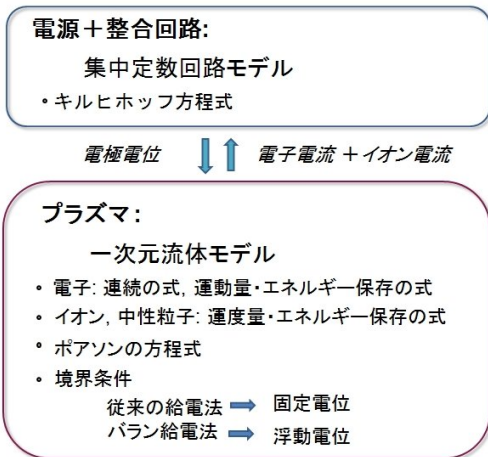 電源＋整合回路:
集中定数回路モデル
・キルヒホッフ方程式
電極電位 電子電流＋イオン電流
プラズマ:
一次元流体モデル
・電子: 連続の式, 運動量・エネルギー保存の式
・イオン, 中性粒子: 運度量・エネルギー保存の式
・ポアソンの方程式
・境界条件
従来の給電法 ➡ 固定電位
バラン給電法 ➡ 浮動電位